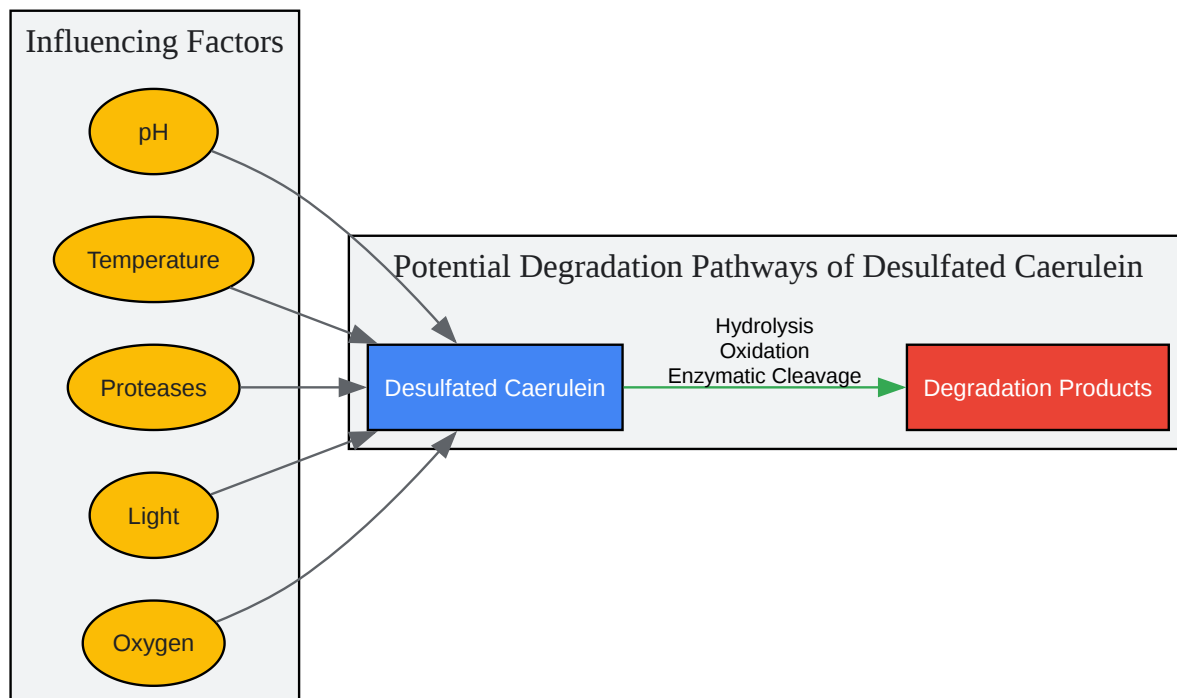 Influencing Factors
pH
Temperature
Proteases
Light
Oxygen
Potential Degradation Pathways of Desulfated Caerulein
Desulfated Caerulein
Hydrolysis
Oxidation
Enzymatic Cleavage
Degradation Products